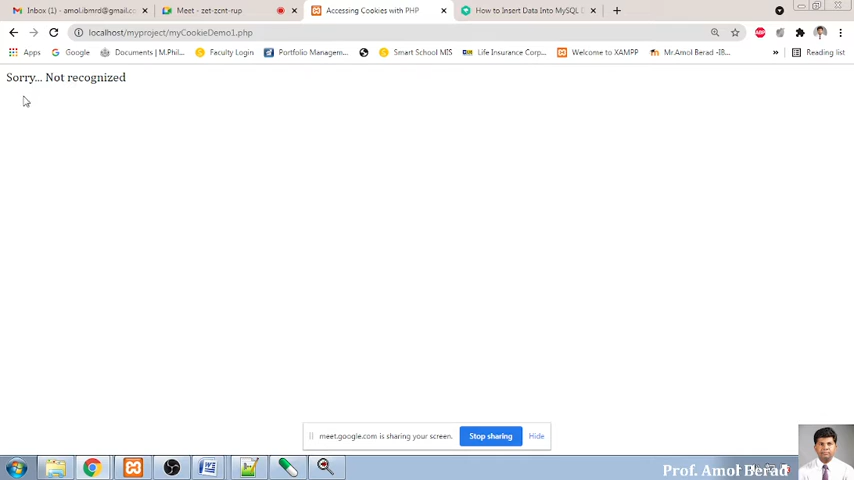 Inbox (1) - amol.ibmrd@gmail.co
Meet - zet-zcnt-rup
Accessing Cookies with PHP
How to Insert Data Into MySQL D
localhost/myproject/myCookieDemo1.php
Apps
Google
Documents (M.Phil...
Faculty Login
Portfolio Managem...
Smart School MIS
Life Insurance Corp...
Welcome to XAMPP
Mr.Amol Berad -IB...
»
Reading list
Sorry... Not recognized
meet.google.com is sharing your screen.
Stop sharing
Hide
Prof. Amol Berad